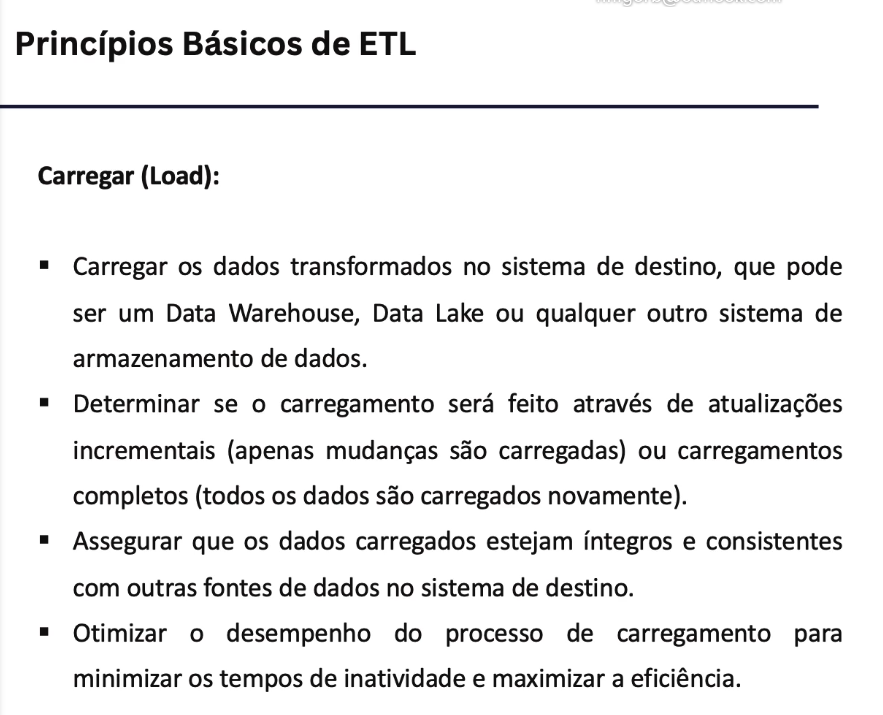 Princípios Básicos de ETL
Carregar (Load):
▪ Carregar os dados transformados no sistema de destino, que pode
ser um Data Warehouse, Data Lake ou qualquer outro sistema de
armazenamento de dados.
▪ Determinar se o carregamento será feito através de atualizações
incrementais (apenas mudanças são carregadas) ou carregamentos
completos (todos os dados são carregados novamente).
▪ Assegurar que os dados carregados estejam íntegros e consistentes
com outras fontes de dados no sistema de destino.
▪ Otimizar o desempenho do processo de carregamento para
minimizar os tempos de inatividade e maximizar a eficiência.